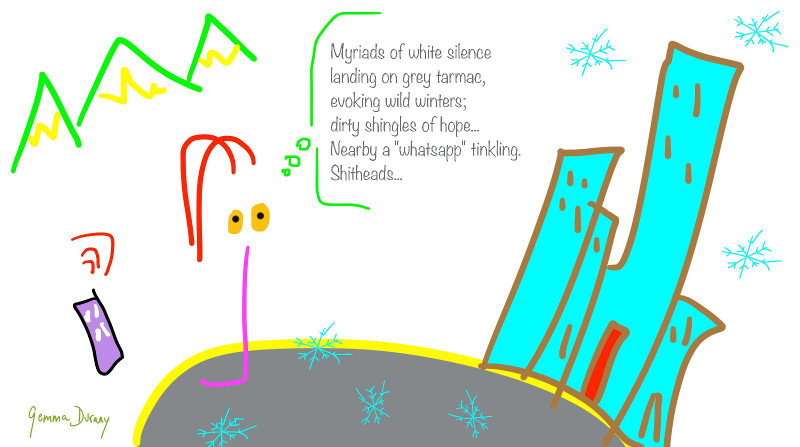 Myriads of white silence
landing on grey tarmac,
evoking wild winters;
dirty shingles of hope...
Nearby a "whatsapp" tinkling.
Shitheads...
Gemma Durany